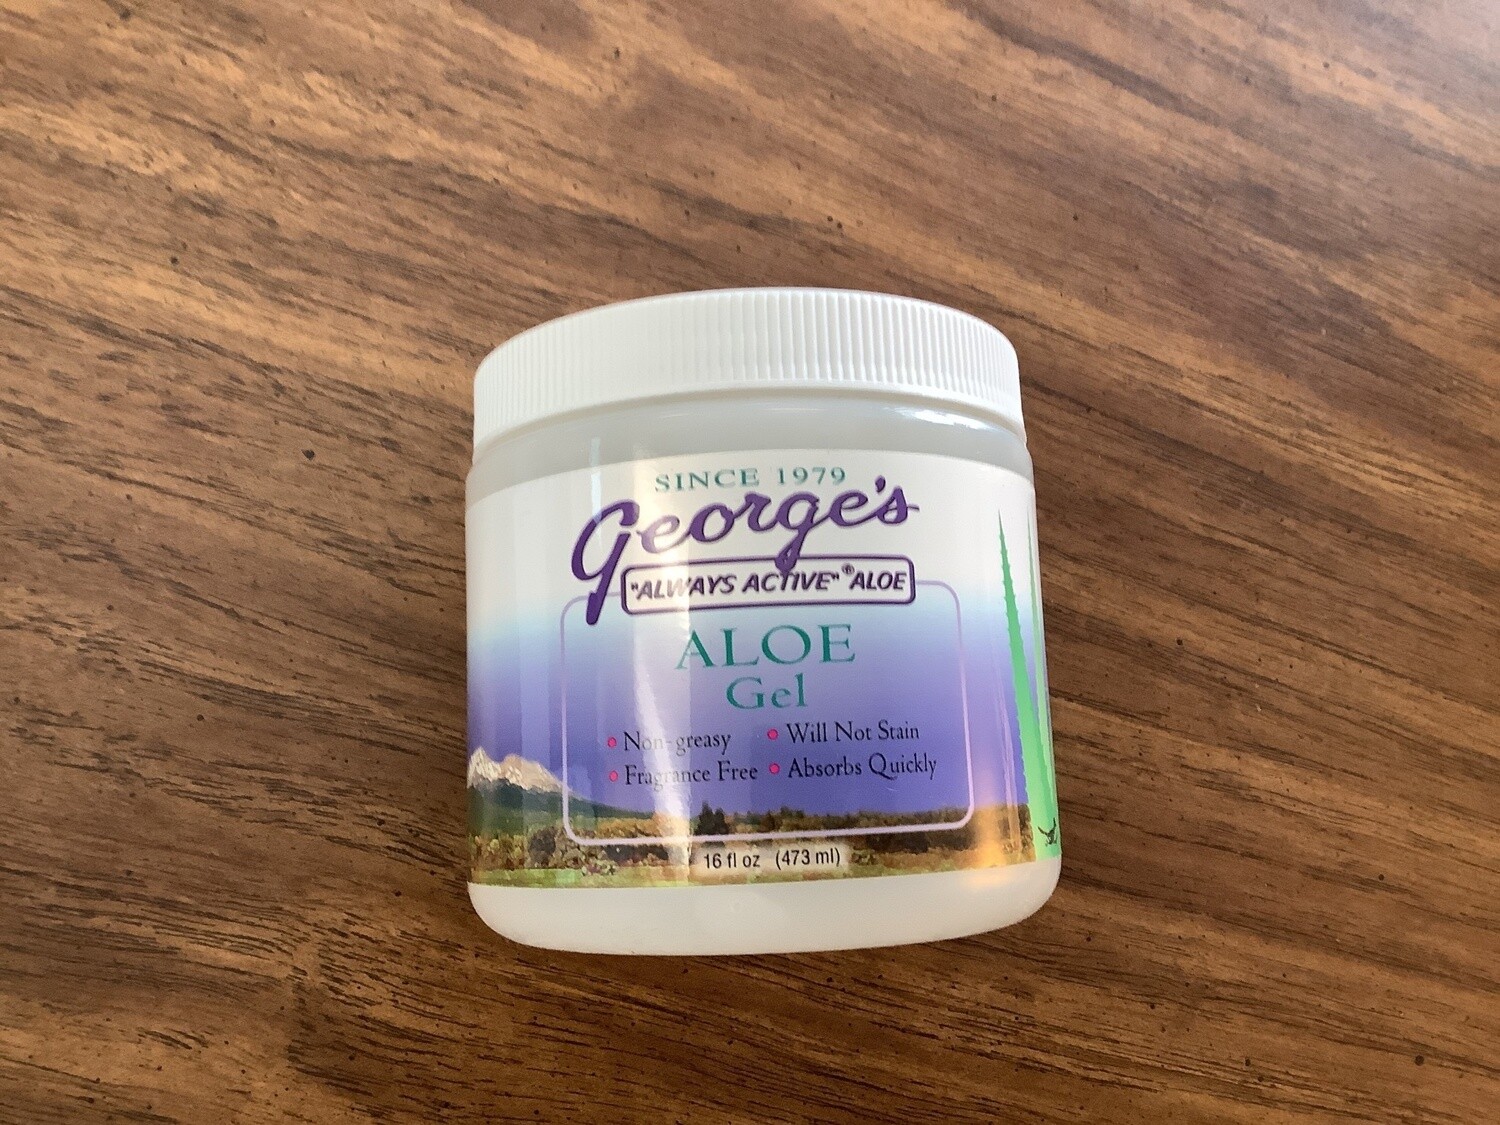 SINCE 1979
George's
"ALWAYS ACTIVE"® ALOE
ALOE
Gel
• Non-greasy • Will Not Stain
• Fragrance Free • Absorbs Quickly
16 fl oz (473 ml)